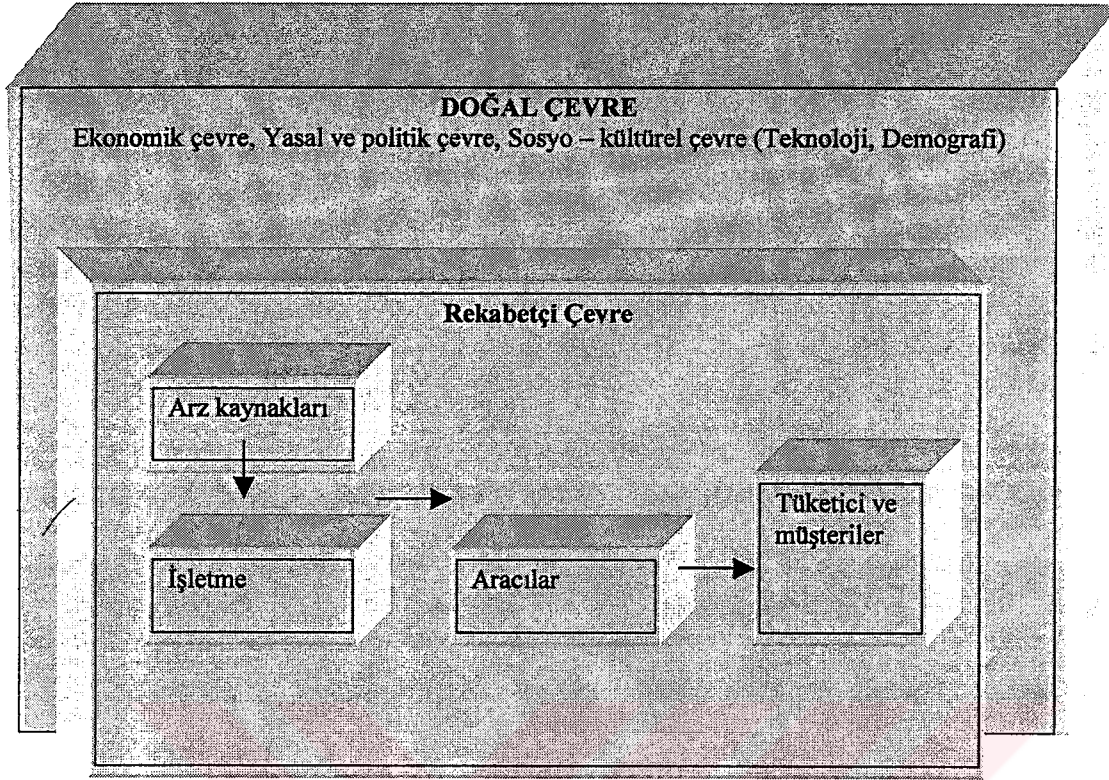 DOĞAL ÇEVRE
Ekonomik çevre, Yasal ve politik çevre, Sosyo – kültürel çevre (Teknoloji, Demografi)
Rekabetçi Çevre
Arz kaynakları
İşletme
Aracılar
Tüketici ve
müşteriler